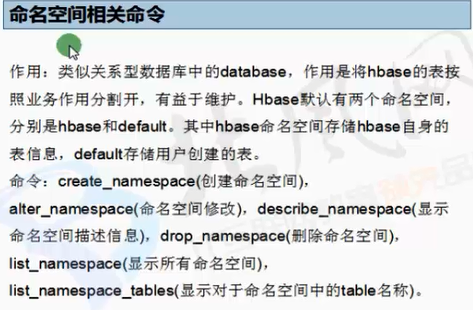 命名空间相关命令
作用：类似关系型数据库中的database，作用是将hbase的表按
照业务作用分割开，有益于维护。Hbase默认有两个命名空间，
分别是hbase和default。其中hbase命名空间存储hbase自身的
表信息，default存储用户创建的表。
命令：create_namespace(创建命名空间)，
alter_namespace(命名空间修改)，describe_namespace(显示
命名空间描述信息)，drop_namespace(删除命名空间)，
list_namespace(显示所有命名空间)，
list_namespace_tables(显示对于命名空间中的table名称)。